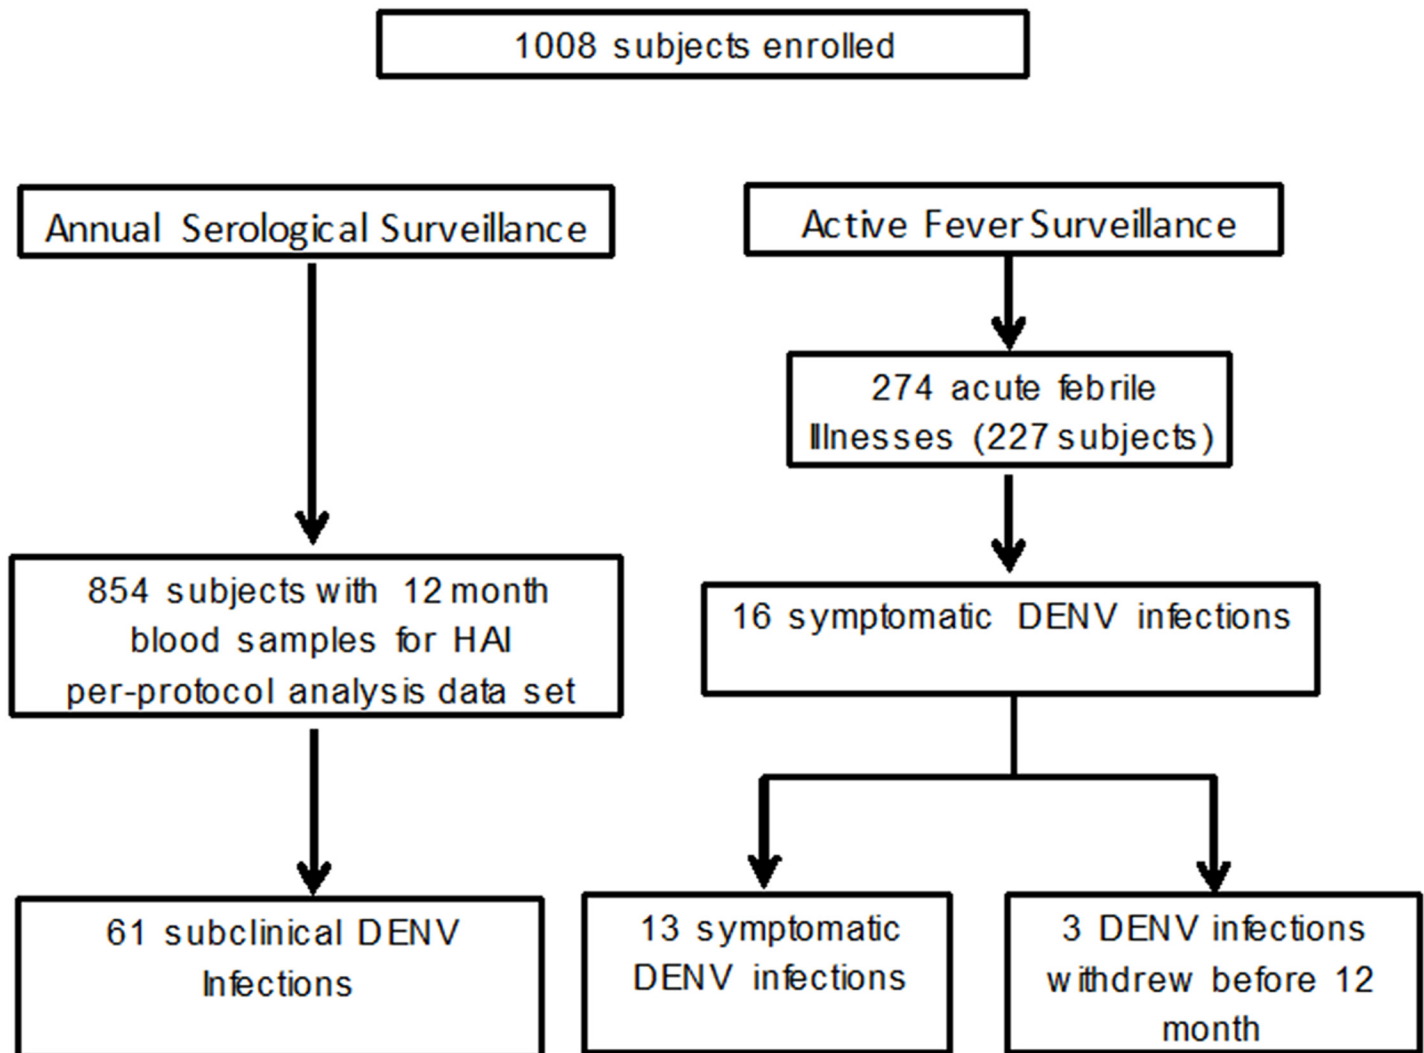 1008 subjects enrolled
Annual Serological Surveillance
Active Fever Surveillance
274 acute febrile
Illnesses (227 subjects)
854 subjects with 12 month
blood samples for HAI
per-protocol analysis data set
16 symptomatic DENV infections
61 subclinical DENV
Infections
13 symptomatic
DENV infections
3 DENV infections
withdrew before 12
month